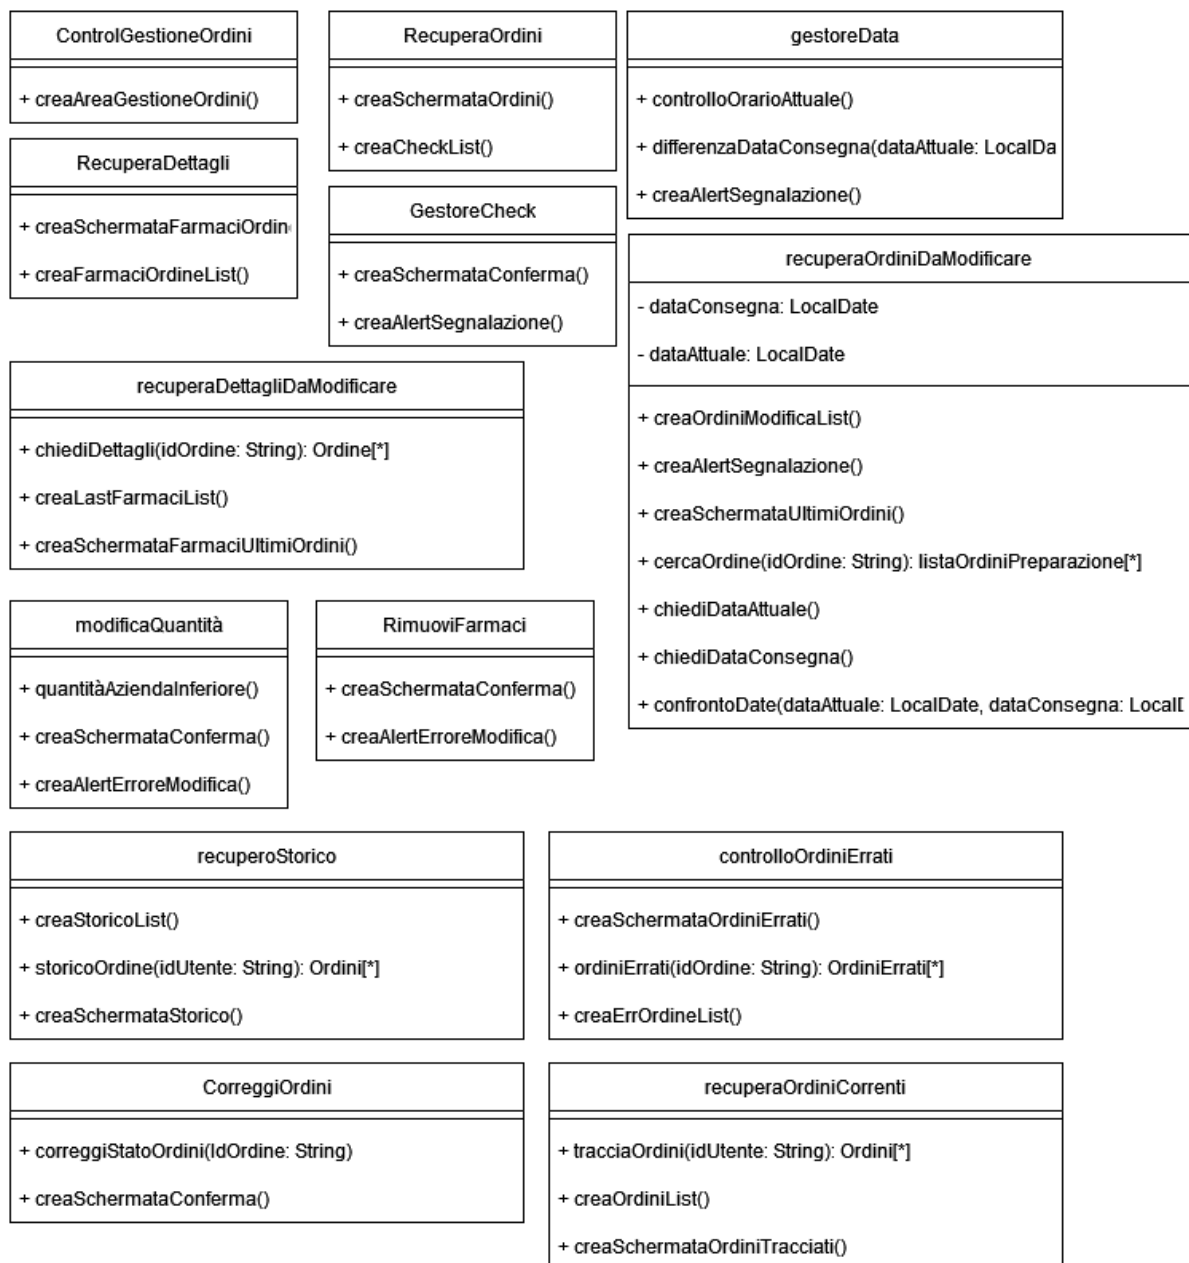 ControlGestioneOrdini
+ creaAreaGestioneOrdini()
RecuperaOrdini
+ creaSchermataOrdini()
+ creaCheckList()
gestoreData
+ controlloOrarioAttuale()
+ differenzaDataConsegna(dataAttuale: LocalDa
+ creaAlertSegnalazione()
RecuperaDettagli
+ creaSchermataFarmaciOrdin
+ creaFarmaciOrdineList()
GestoreCheck
+ creaSchermataConferma()
+ creaAlertSegnalazione()
recuperaOrdiniDaModificare
- dataConsegna: LocalDate
- dataAttuale: LocalDate
+ creaOrdiniModificaList()
+ creaAlertSegnalazione()
+ creaSchermataUltimiOrdini()
+ cercaOrdine(idOrdine: String): listaOrdiniPreparazione[*]
+ chiediDataAttuale()
+ chiediDataConsegna()
+ confrontoDate(dataAttuale: LocalDate, dataConsegna: Local
recuperaDettagliDaModificare
+ chiediDettagli(idOrdine: String): Ordine[*]
+ creaLastFarmaciList()
+ creaSchermataFarmaciUltimiOrdini()
modificaQuantità
+ quantitàAziendaInferiore()
+ creaSchermataConferma()
+ creaAlertErroreModifica()
RimuoviFarmaci
+ creaSchermataConferma()
+ creaAlertErroreModifica()
recuperoStorico
+ creaStoricoList()
+ storicoOrdine(idUtente: String): Ordini[*]
+ creaSchermataStorico()
controlloOrdiniErrati
+ creaSchermataOrdiniErrati()
+ ordiniErrati(idOrdine: String): OrdiniErrati[*]
+ creaErrOrdineList()
CorreggiOrdini
+ correggiStatoOrdini(IdOrdine: String)
+ creaSchermataConferma()
recuperaOrdiniCorrenti
+ tracciaOrdini(idUtente: String): Ordini[*]
+ creaOrdiniList()
+ creaSchermataOrdiniTracciati()